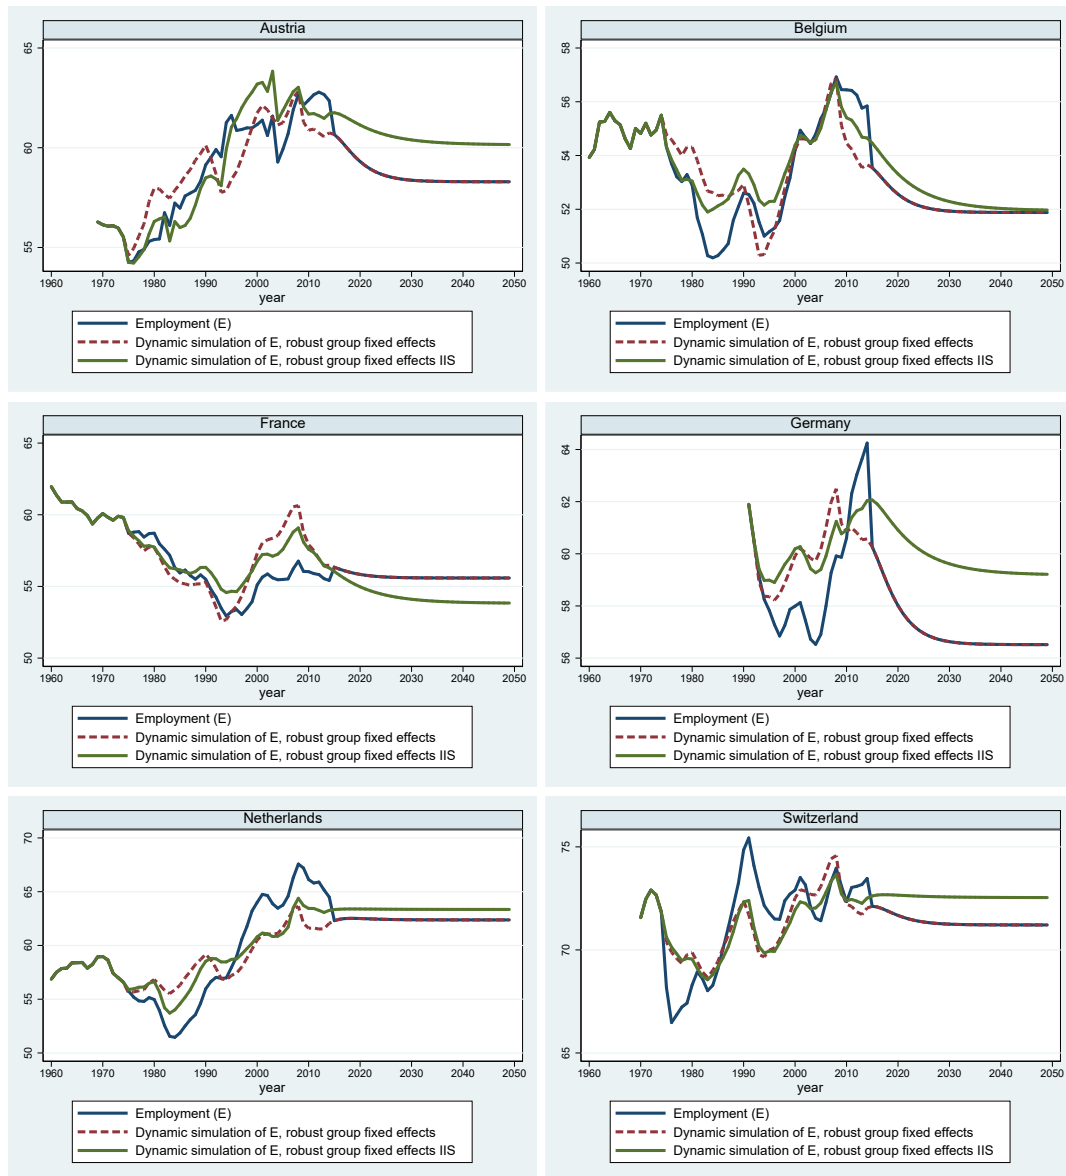 Austria
65
60
55
1960 1970 1980 1990 2000 2010 2020 2030 2040 2050
year
Employment (E)
Dynamic simulation of E, robust group fixed effects
Dynamic simulation of E, robust group fixed effects IIS
Belgium
58
56
54
52
50
1960 1970 1980 1990 2000 2010 2020 2030 2040 2050
year
Employment (E)
Dynamic simulation of E, robust group fixed effects
Dynamic simulation of E, robust group fixed effects IIS
France
65
60
55
50
1960 1970 1980 1990 2000 2010 2020 2030 2040 2050
year
Employment (E)
Dynamic simulation of E, robust group fixed effects
Dynamic simulation of E, robust group fixed effects IIS
Germany
64
62
60
58
56
1960 1970 1980 1990 2000 2010 2020 2030 2040 2050
year
Employment (E)
Dynamic simulation of E, robust group fixed effects
Dynamic simulation of E, robust group fixed effects IIS
Netherlands
70
65
60
55
50
1960 1970 1980 1990 2000 2010 2020 2030 2040 2050
year
Employment (E)
Dynamic simulation of E, robust group fixed effects
Dynamic simulation of E, robust group fixed effects IIS
Switzerland
75
70
65
1960 1970 1980 1990 2000 2010 2020 2030 2040 2050
year
Employment (E)
Dynamic simulation of E, robust group fixed effects
Dynamic simulation of E, robust group fixed effects IIS